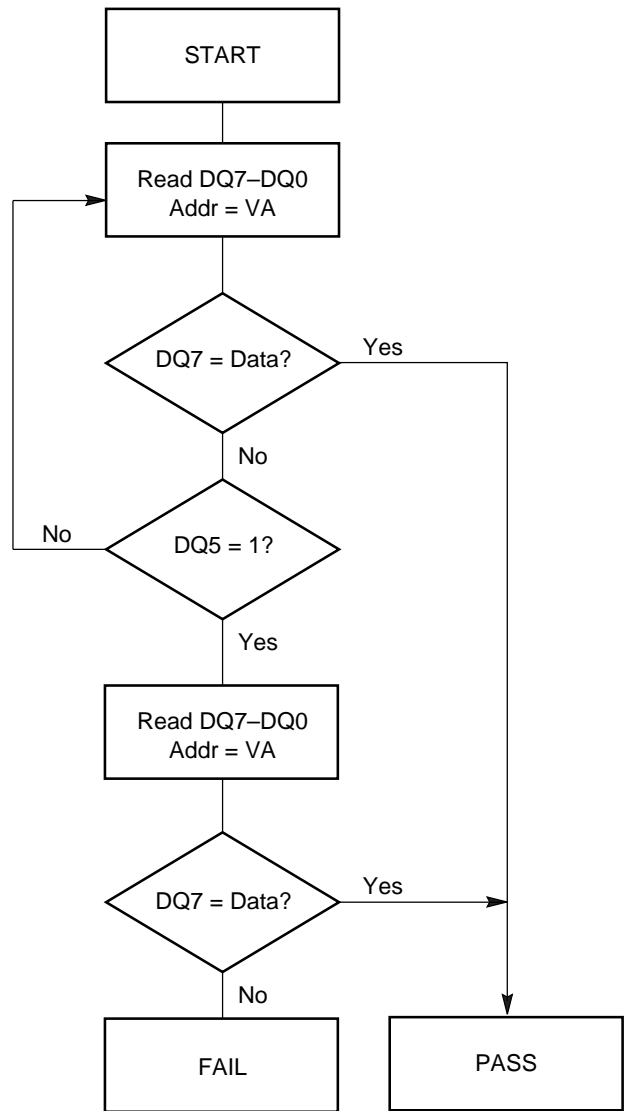 START
Read DQ7–DQ0
Addr = VA
DQ7 = Data?
Yes
No
No
DQ5 = 1?
Yes
Read DQ7–DQ0
Addr = VA
DQ7 = Data?
Yes
No
FAIL
PASS